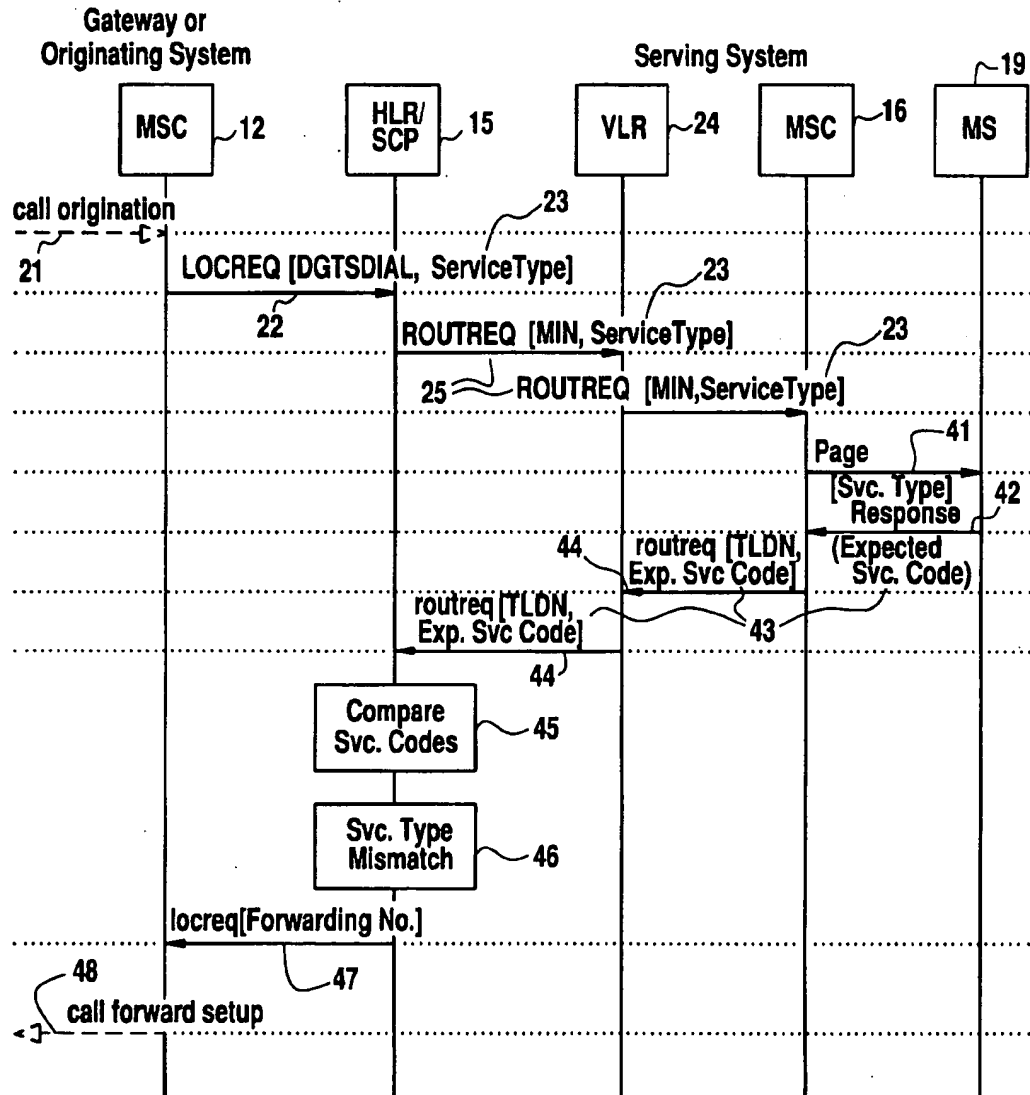 Gateway or
Originating System
Serving System
19
MSC
12
HLR/
SCP
15
VLR
24
MSC
16
MS
call origination
21
23
LOCREQ [DGTSDIAL, ServiceType]
22
23
ROUTREQ [MIN, ServiceType]
23
25
ROUTREQ [MIN,ServiceType]
41
Page
[Svc. Type]
42
Response
(Expected
Svc. Code)
44
routreq [TLDN,
Exp. Svc Code]
routreq [TLDN,
Exp. Svc Code]
43
44
Compare
Svc. Codes
45
Svc. Type
Mismatch
46
locreq[Forwarding No.]
47
48
call forward setup